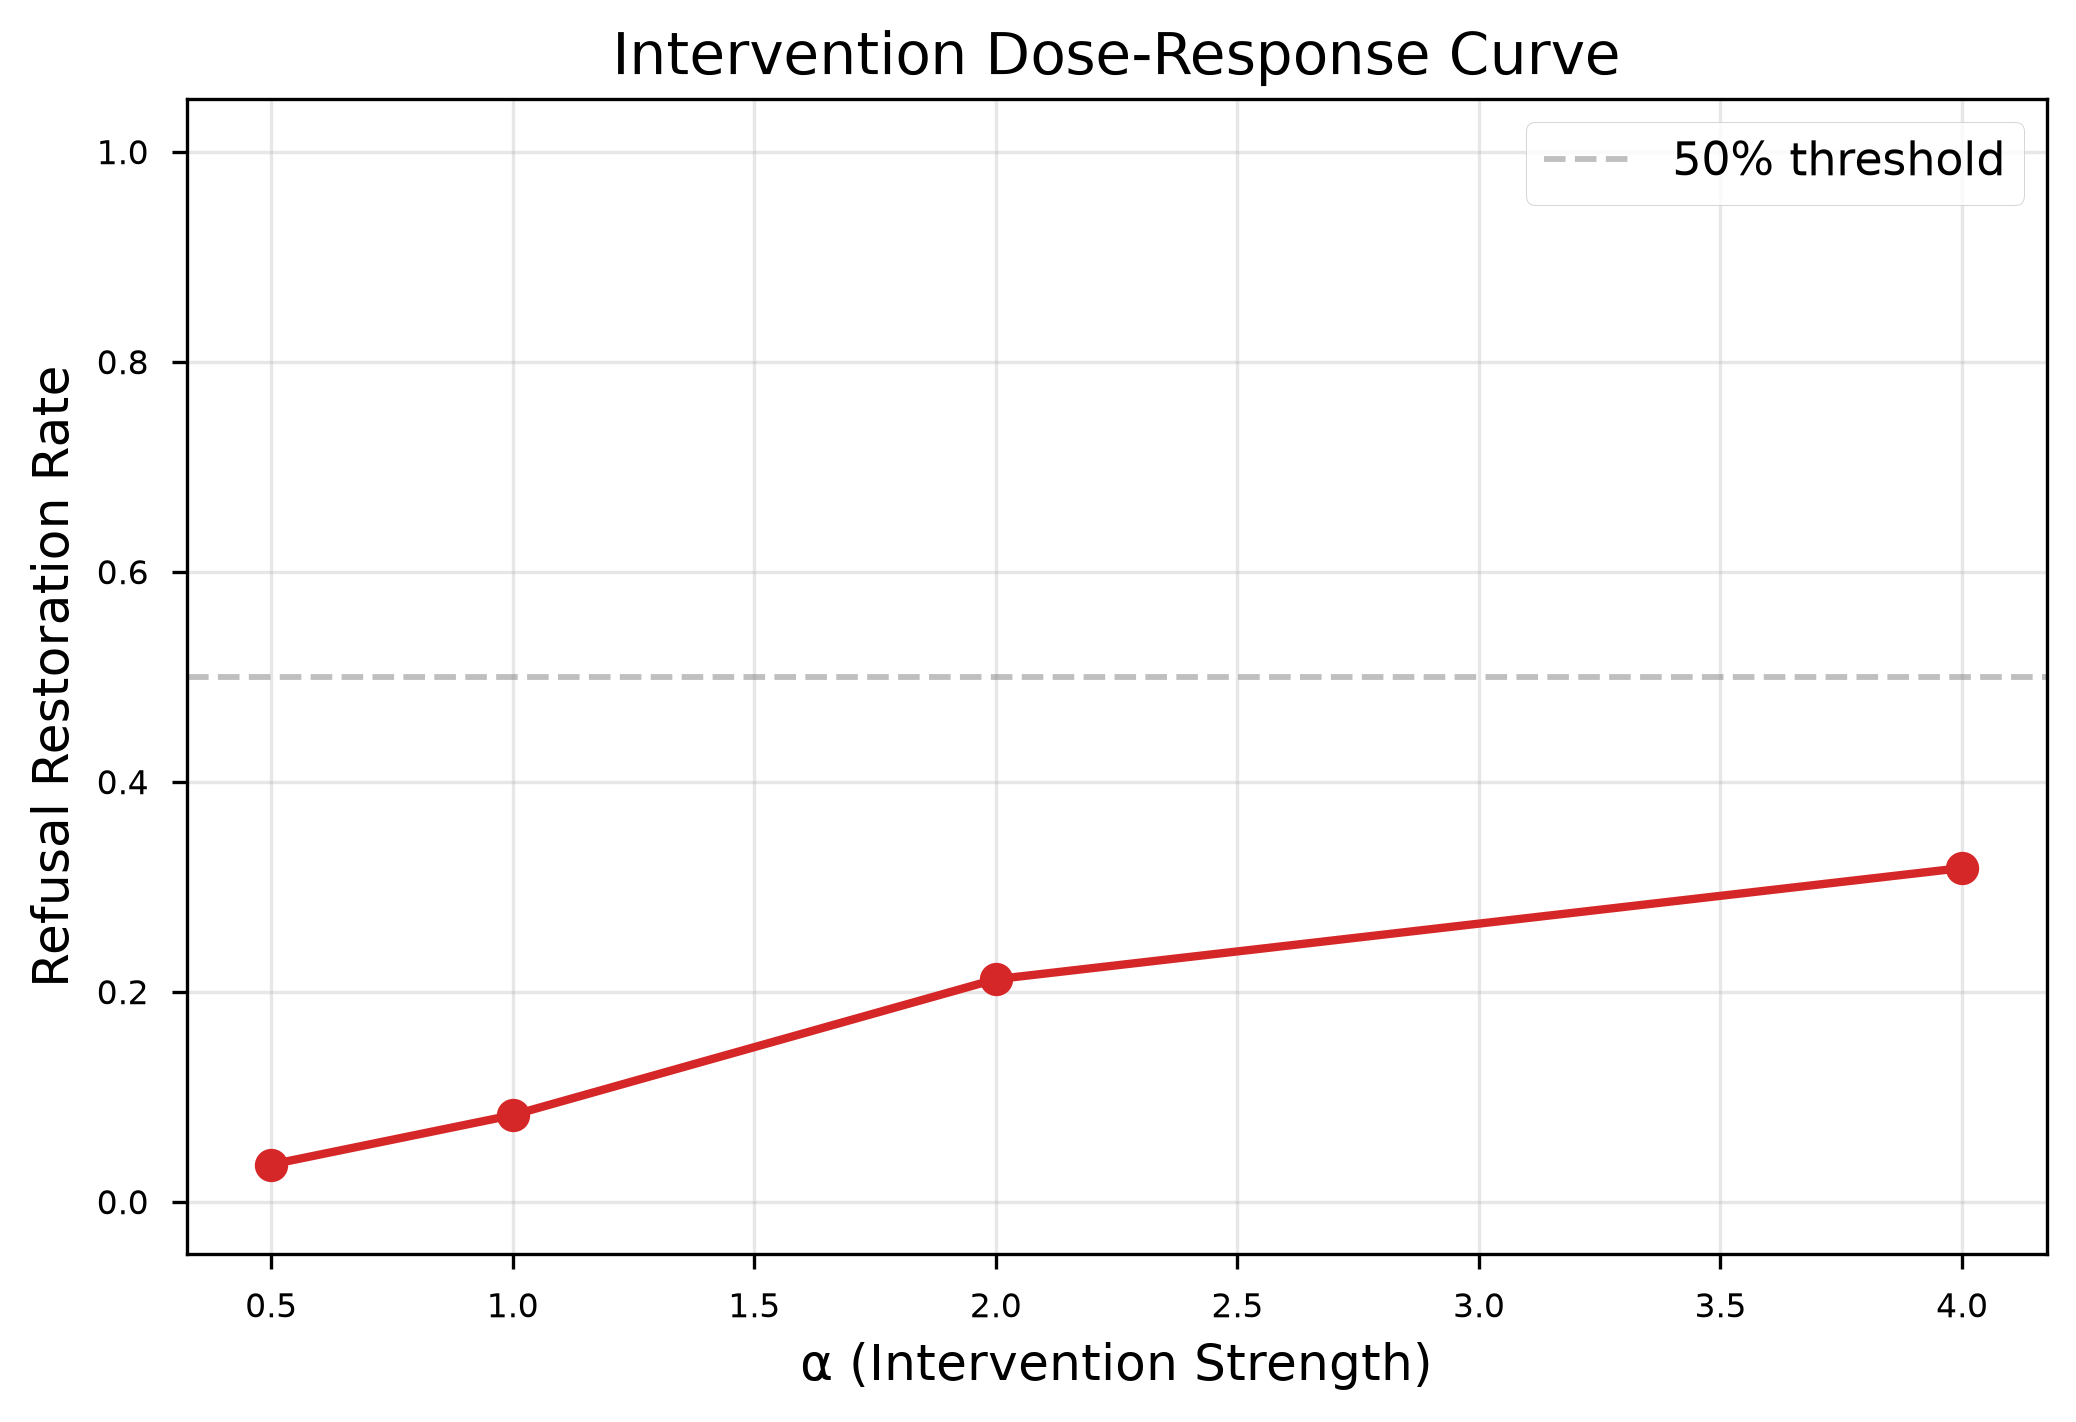 Intervention Dose-Response Curve
50% threshold
Refusal Restoration Rate
1.0
0.8
0.6
0.4
0.2
0.0
0.5 1.0 1.5 2.0 2.5 3.0 3.5 4.0
α (Intervention Strength)